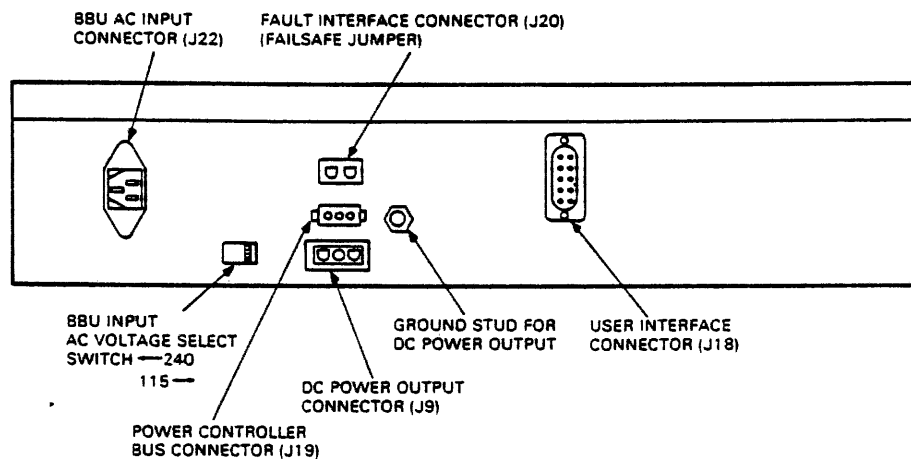 BBU AC INPUT
CONNECTOR (J22)
FAULT INTERFACE CONNECTOR (J20)
(FAILSAFE JUMPER)
BBU INPUT
AC VOLTAGE SELECT
SWITCH ←240
115→
GROUND STUD FOR
DC POWER OUTPUT
USER INTERFACE
CONNECTOR (J18)
DC POWER OUTPUT
CONNECTOR (J9)
POWER CONTROLLER
BUS CONNECTOR (J19)